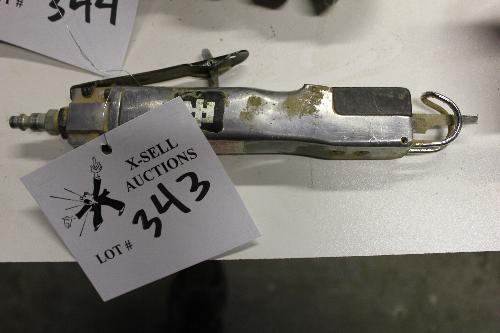 344
#
X-SELL
AUCTIONS
LOT # 343